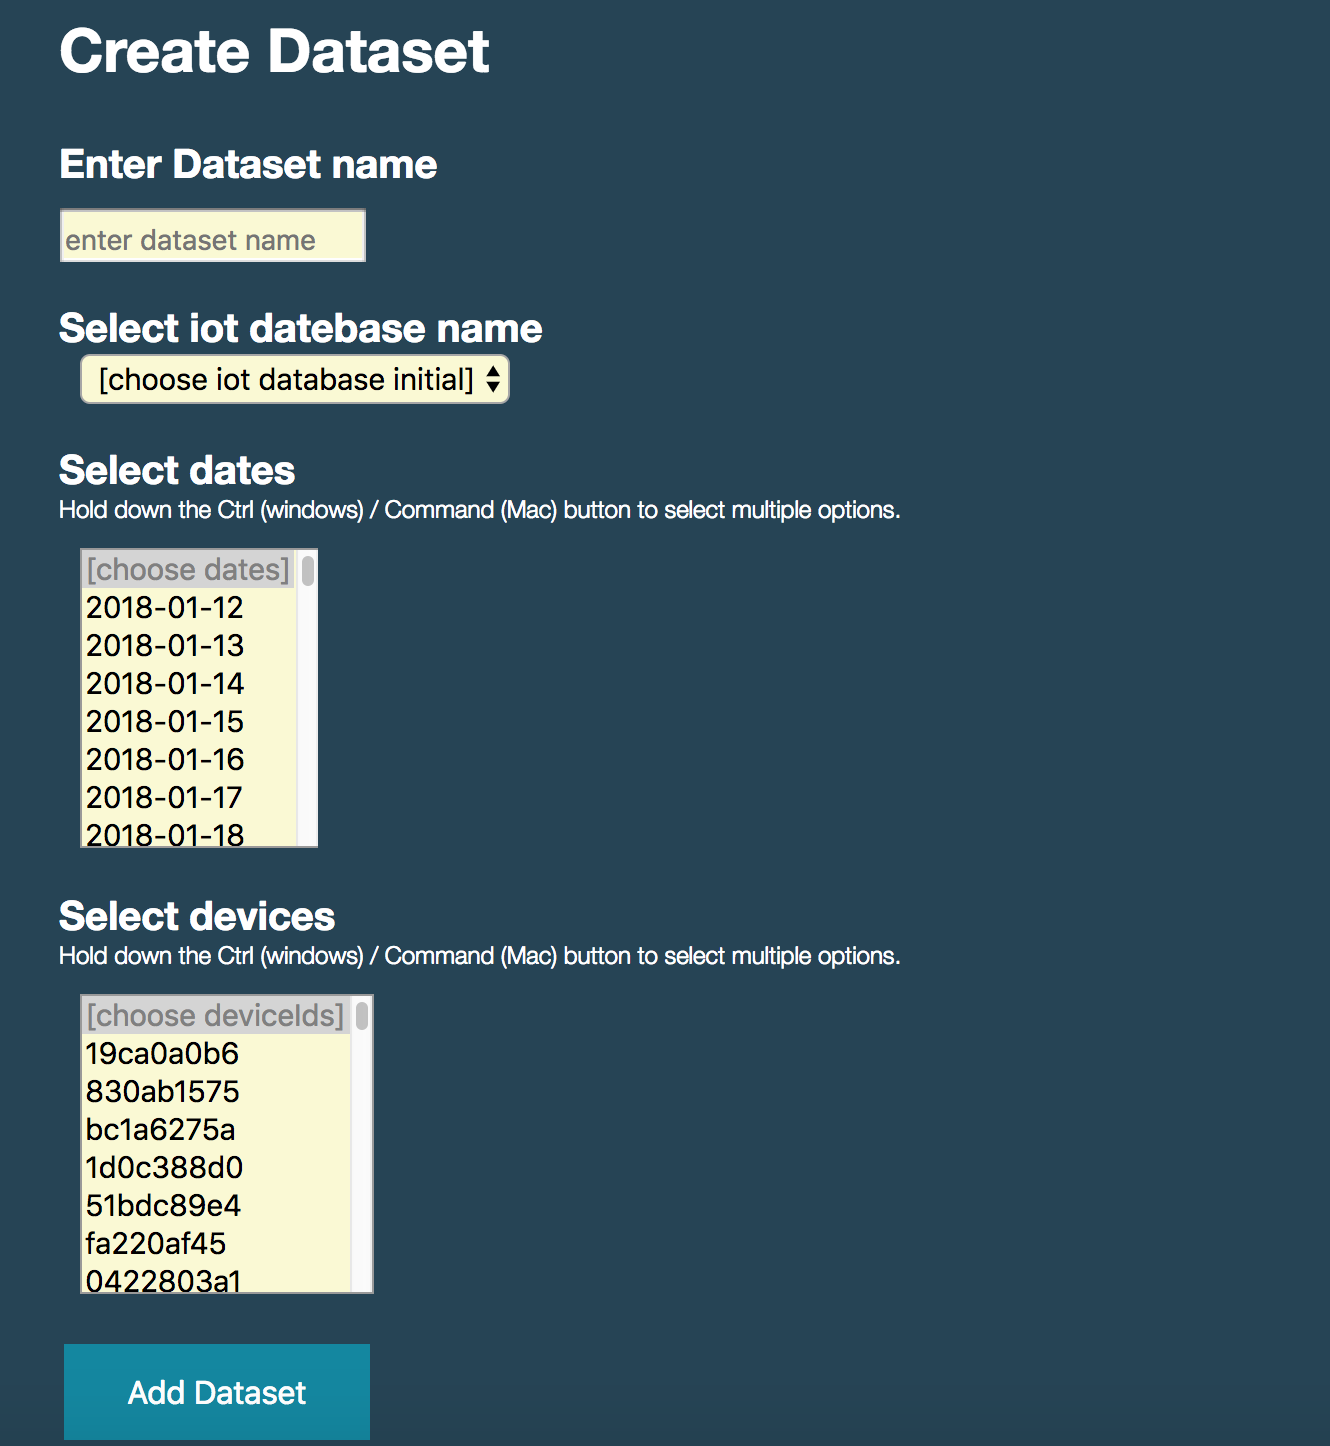 Create Dataset
Enter Dataset name
enter dataset name
Select iot datebase name
[choose iot database initial]
Select dates
Hold down the Ctrl (windows) / Command (Mac) button to select multiple options.
[choose dates]
2018-01-12
2018-01-13
2018-01-14
2018-01-15
2018-01-16
2018-01-17
2018-01-18
Select devices
Hold down the Ctrl (windows) / Command (Mac) button to select multiple options.
[choose deviceIds]
19ca0a0b6
830ab1575
bc1a6275a
1d0c388d0
51bdc89e4
fa220af45
0422803a1
Add Dataset